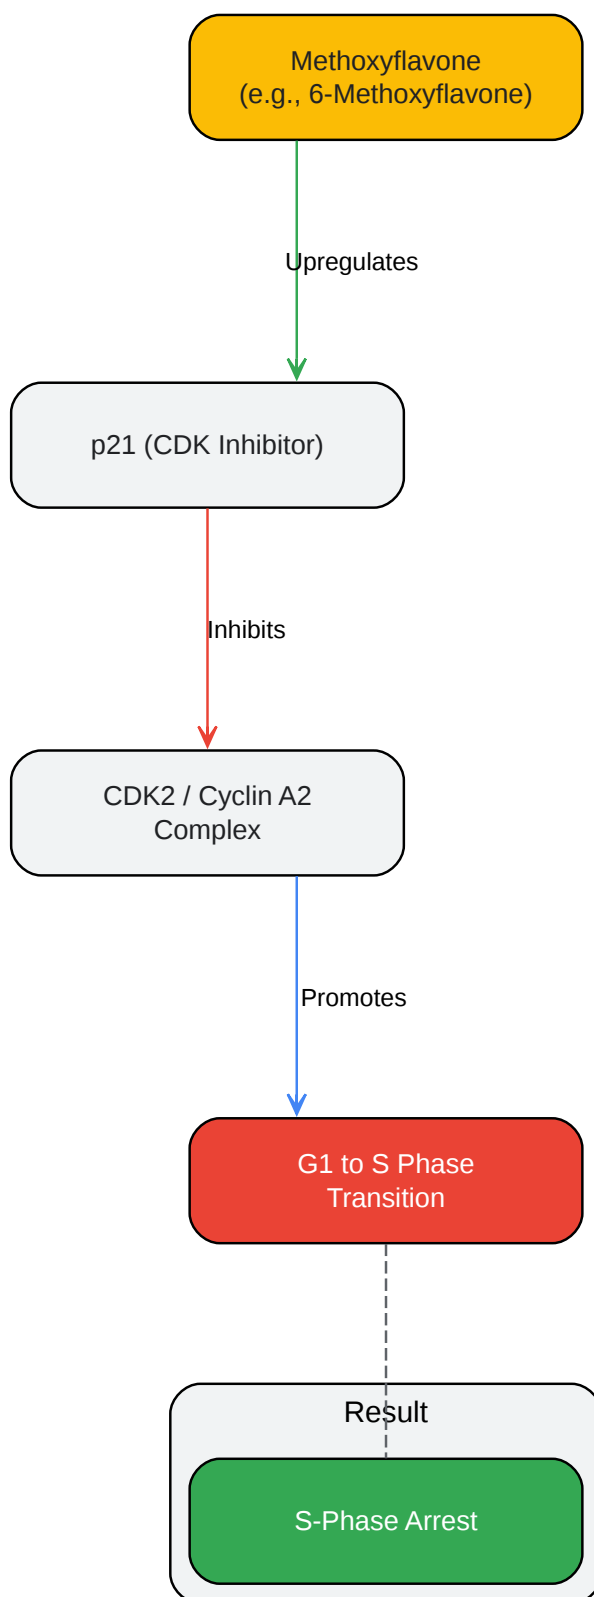 Methoxyflavone
(e.g., 6-Methoxyflavone)
Upregulates
p21 (CDK Inhibitor)
Inhibits
CDK2 / Cyclin A2
Complex
Promotes
G1 to S Phase
Transition
Result
S-Phase Arrest